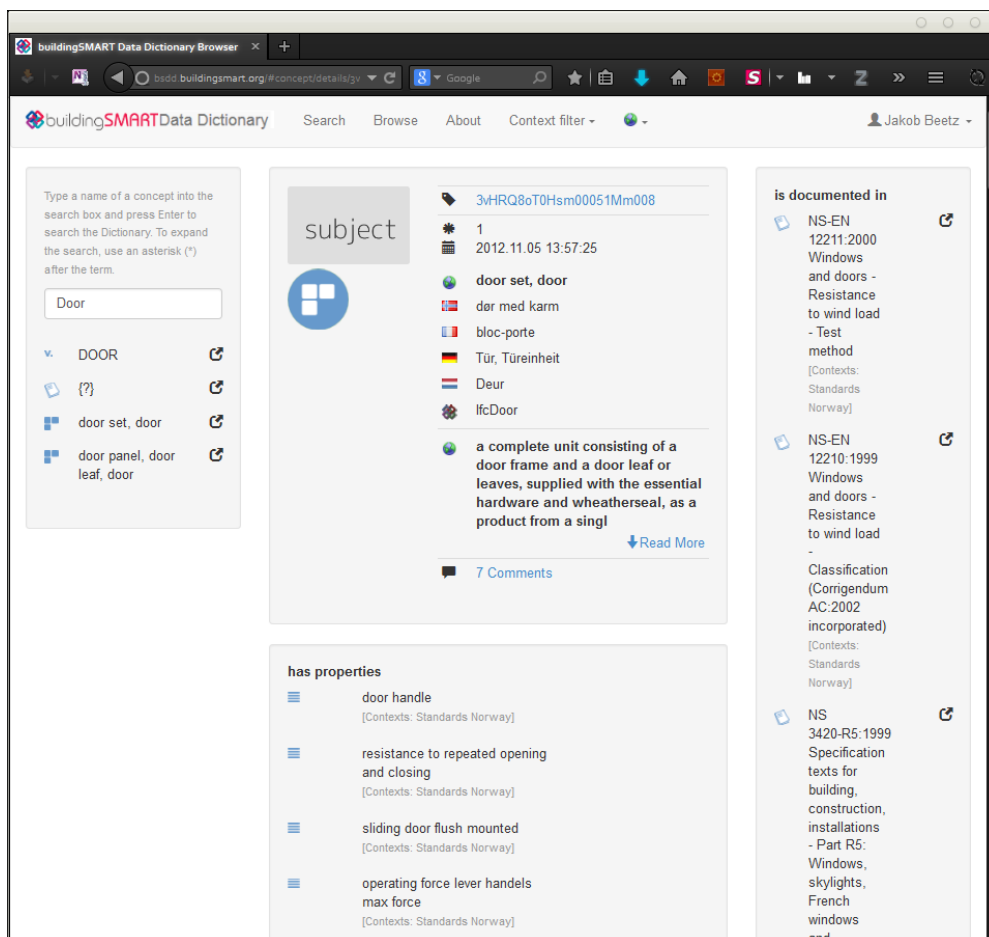 buildingSMART Data Dictionary Browser × +
bsdd.buildingsmart.org/#concept/details/3v
8 Google
S
Z
»
buildingSMARTData Dictionary
Search
Browse
About
Context filter
Jakob Beetz
Type a name of a concept into the
search box and press Enter to
search the Dictionary. To expand
the search, use an asterisk (*)
after the term.
Door
v. DOOR
{?}
door set, door
door panel, door
leaf, door
subject
3vHRQ8oT0Hsm00051Mm008
1
2012.11.05 13:57:25
door set, door
dør med karm
bloc-porte
Tür, Türeinheit
Deur
IfcDoor
a complete unit consisting of a
door frame and a door leaf or
leaves, supplied with the essential
hardware and wheatherseal, as a
product from a singl
Read More
7 Comments
has properties
door handle
[Contexts: Standards Norway]
resistance to repeated opening
and closing
[Contexts: Standards Norway]
sliding door flush mounted
[Contexts: Standards Norway]
operating force lever handels
max force
[Contexts: Standards Norway]
is documented in
NS-EN
12211:2000
Windows
and doors -
Resistance
to wind load
- Test
method
[Contexts:
Standards
Norway]
NS-EN
12210:1999
Windows
and doors -
Resistance
to wind load
-
Classification
(Corrigendum
AC:2002
incorporated)
[Contexts:
Standards
Norway]
NS
3420-R5:1999
Specification
texts for
building,
construction,
installations
- Part R5:
Windows,
skylights,
French
windows
and